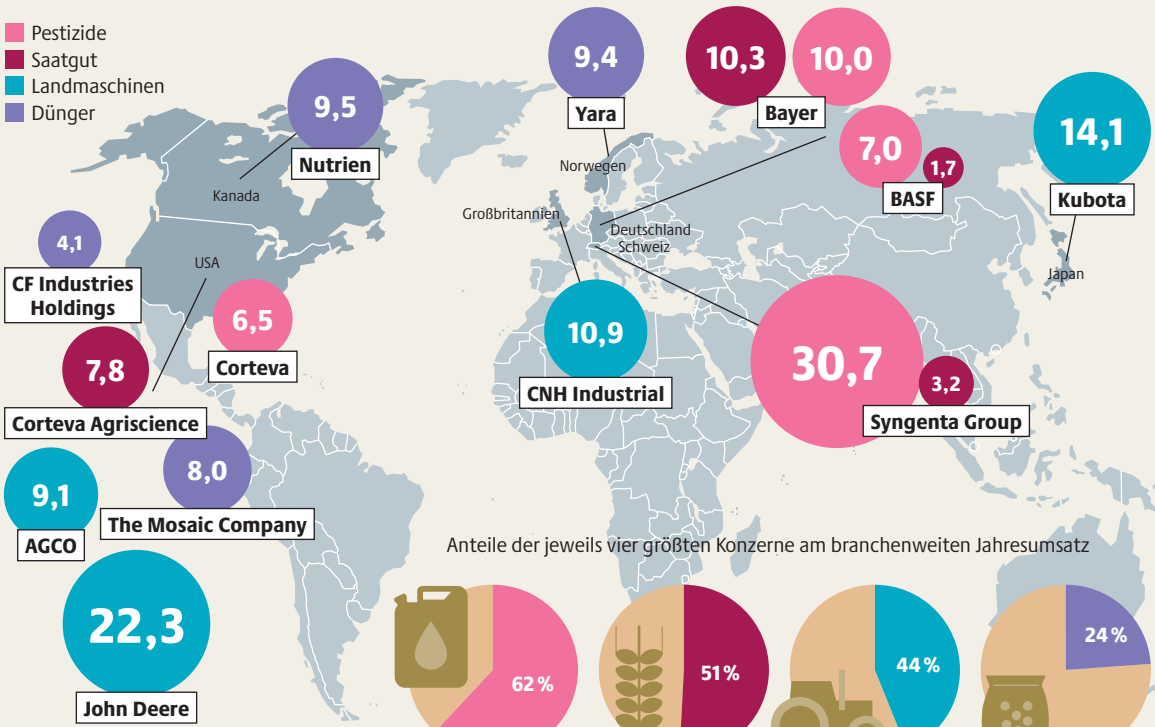 Pestizide
Saatgut
Landmaschinen
Dünger
9,5
Nutrien
Kanada
4,1
CF Industries
Holdings
USA
6,5
Corteva
7,8
Corteva Agriscience
8,0
The Mosaic Company
9,1
AGCO
22,3
John Deere
9,4
Yara
Norwegen
10,3
10,0
Bayer
7,0
1,7
BASF
14,1
Kubota
Japan
Großbritannien
Deutschland
Schweiz
10,9
CNH Industrial
30,7
3,2
Syngenta Group
Anteile der jeweils vier größten Konzerne am branchenweiten Jahresumsatz
62 %
51 %
44 %
24 %